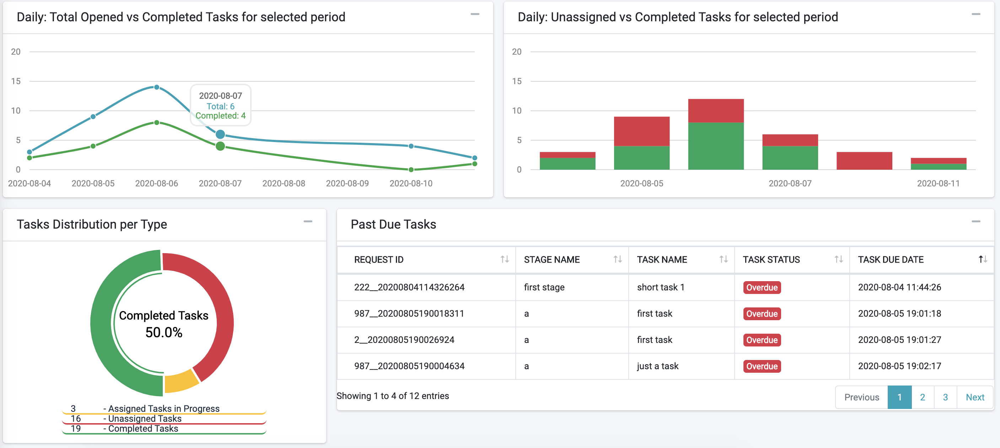 Daily: Total Opened vs Completed Tasks for selected period
20
15
10
5
0
2020-08-07
Total: 6
Completed: 4
2020-08-04 2020-08-05 2020-08-06 2020-08-07 2020-08-08 2020-08-09 2020-08-10
Daily: Unassigned vs Completed Tasks for selected period
20
15
10
5
0
2020-08-05 2020-08-07 2020-08-11
Tasks Distribution per Type
Completed Tasks
50.0%
3 - Assigned Tasks in Progress
16 - Unassigned Tasks
19 - Completed Tasks
Past Due Tasks
REQUEST ID STAGE NAME TASK NAME TASK STATUS TASK DUE DATE
222__20200804114326264 first stage short task 1 Overdue 2020-08-04 11:44:26
987__20200805190018311 a first task Overdue 2020-08-05 19:01:18
2__20200805190026924 a first task Overdue 2020-08-05 19:01:27
987__20200805190004634 a just a task Overdue 2020-08-05 19:02:17
Showing 1 to 4 of 12 entries
Previous 1 2 3 Next